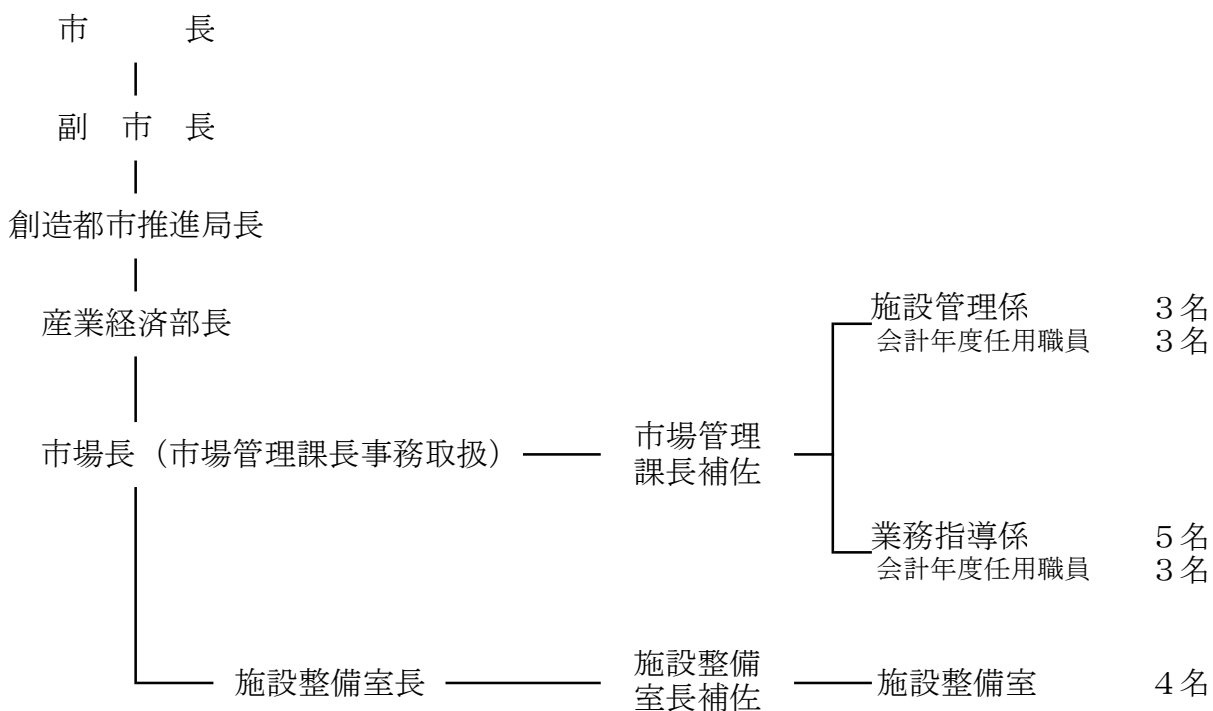 市長
副市長
創造都市推進局長
産業経済部長
市場長（市場管理課長事務取扱）
市場管理
課長補佐
施設管理係　３名
会計年度任用職員　３名
業務指導係　５名
会計年度任用職員　３名
施設整備室長
施設整備
室長補佐
施設整備室　４名